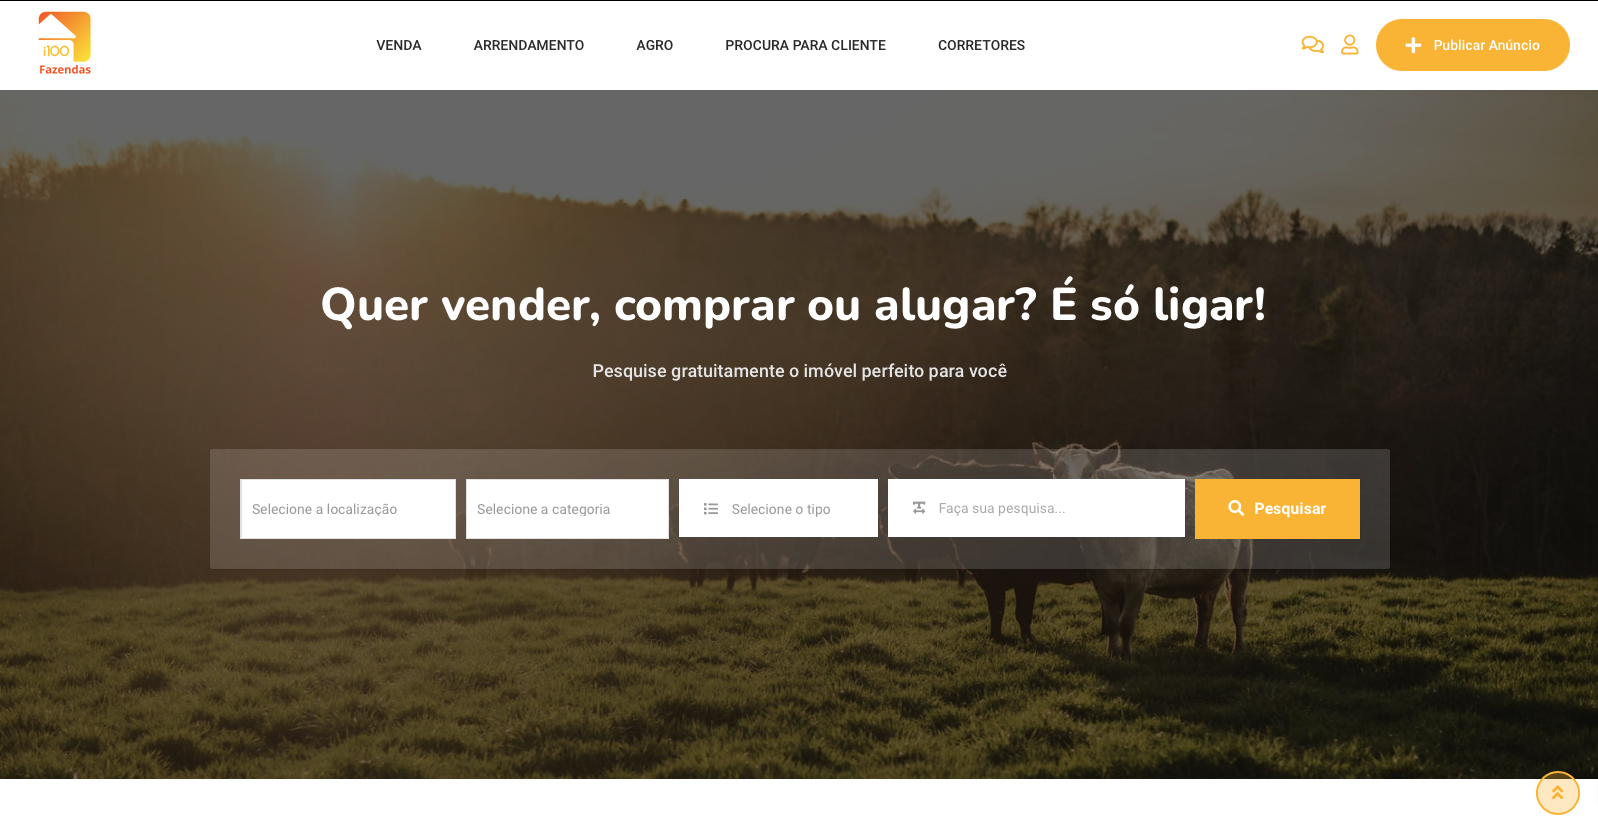 i100
Fazendas
VENDA
ARRENDAMENTO
AGRO
PROCURA PARA CLIENTE
CORRETORES
Publicar Anúncio
Quer vender, comprar ou alugar? É só ligar!
Pesquise gratuitamente o imóvel perfeito para você
Selecione a localização
Selecione a categoria
Selecione o tipo
Faça sua pesquisa...
Pesquisar